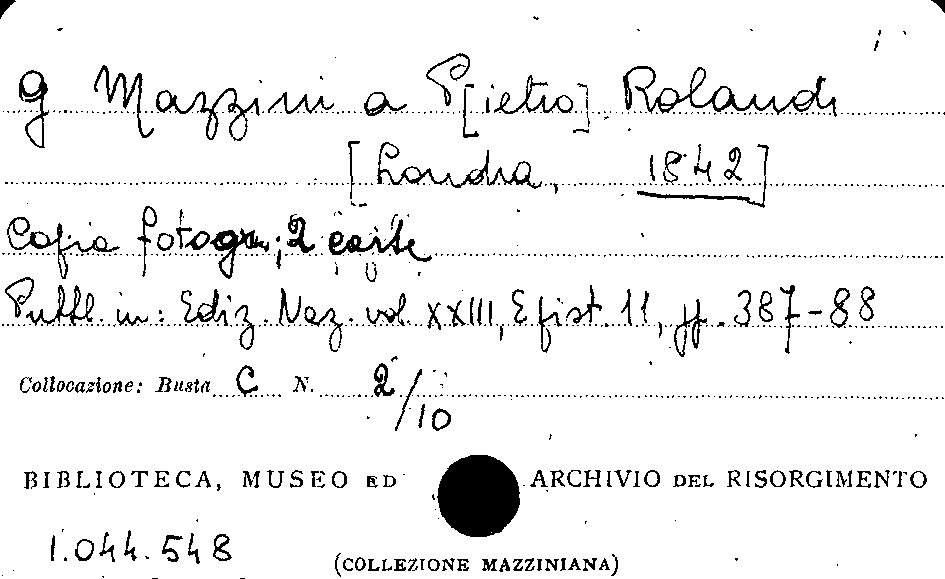 G Mazzini a P[ietro] Rolandi
[Londra, 1842]
Copia fotogr.; 2 carte
Pubbl. in: Ediz. Naz. vol. XXIII, Epist. 11, pp. 387-88
Collocazione: Busta C N. 2/10
BIBLIOTECA, MUSEO ED ARCHIVIO DEL RISORGIMENTO
1.044.548
(COLLEZIONE MAZZINIANA)